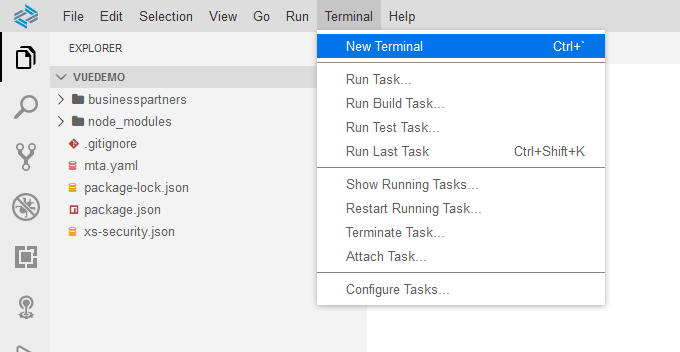 File Edit Selection View Go Run Terminal Help
EXPLORER
New Terminal Ctrl+`
VUEDEMO
Run Task...
businesspartners
Run Build Task...
node_modules
Run Test Task...
.gitignore
Run Last Task Ctrl+Shift+K
mta.yaml
package-lock.json
Show Running Tasks...
package.json
Restart Running Task...
xs-security.json
Terminate Task...
Attach Task...
Configure Tasks...